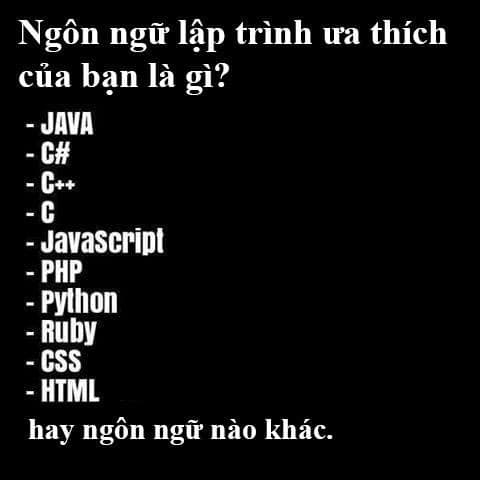 Ngôn ngữ lập trình ưa thích
của bạn là gì?
- JAVA
- C#
- C++
- C
- JavaScript
- PHP
- Python
- Ruby
- CSS
- HTML
hay ngôn ngữ nào khác.